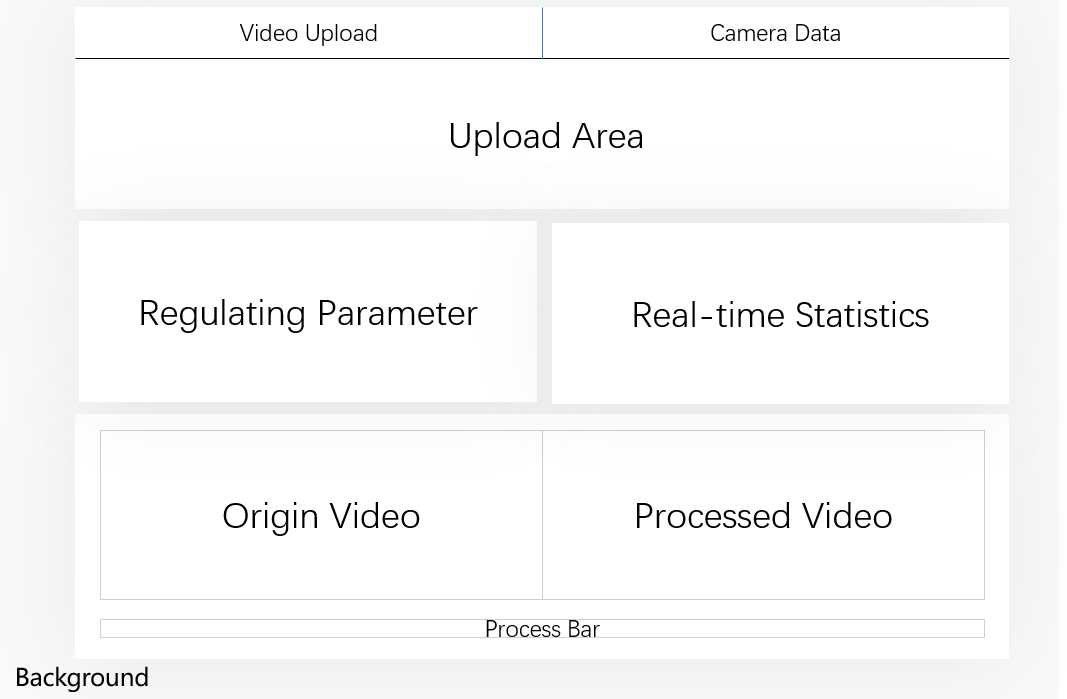 Video Upload
Camera Data
Upload Area
Regulating Parameter
Real-time Statistics
Origin Video
Processed Video
Process Bar
Background